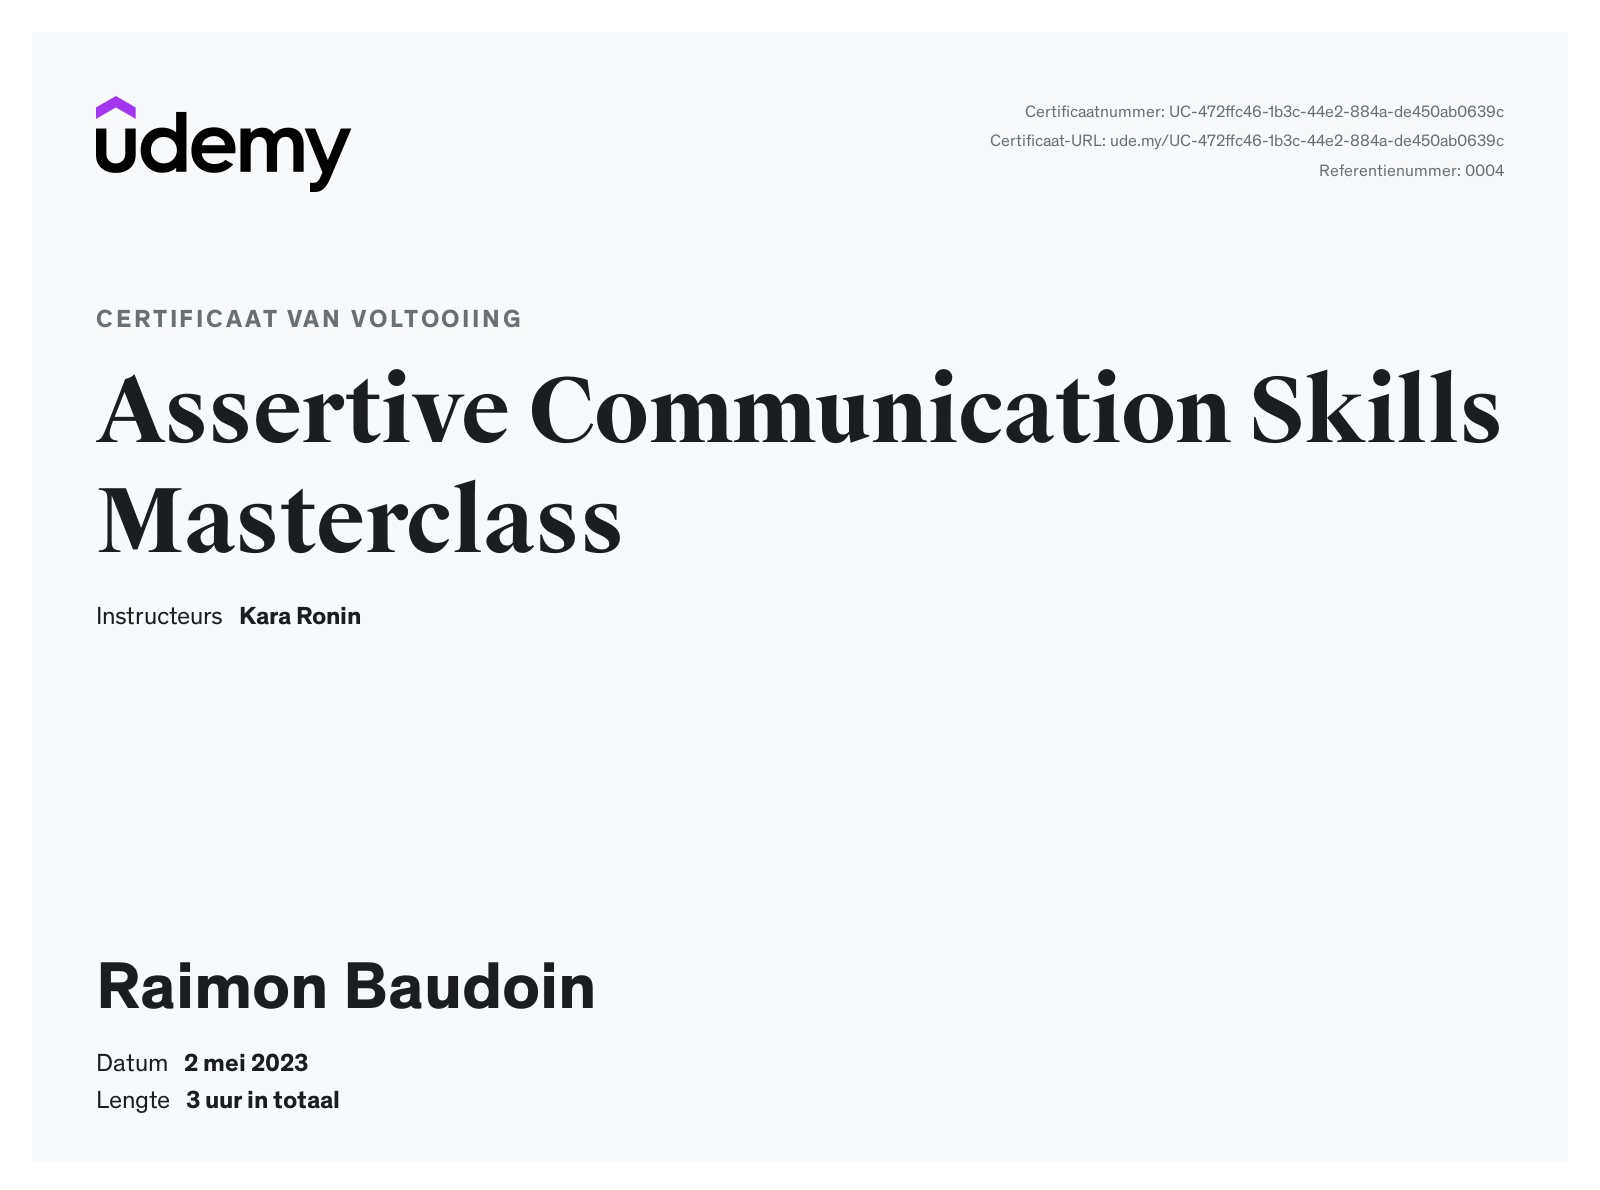 udemy
Certificaatnummer: UC-472ffc46-1b3c-44e2-884a-de450ab0639c
Certificaat-URL: ude.my/UC-472ffc46-1b3c-44e2-884a-de450ab0639c
Referentienummer: 0004
CERTIFICAAT VAN VOLTOOIING
Assertive Communication Skills
Masterclass
Instructeurs Kara Ronin
Raimon Baudoin
Datum 2 mei 2023
Lengte 3 uur in totaal